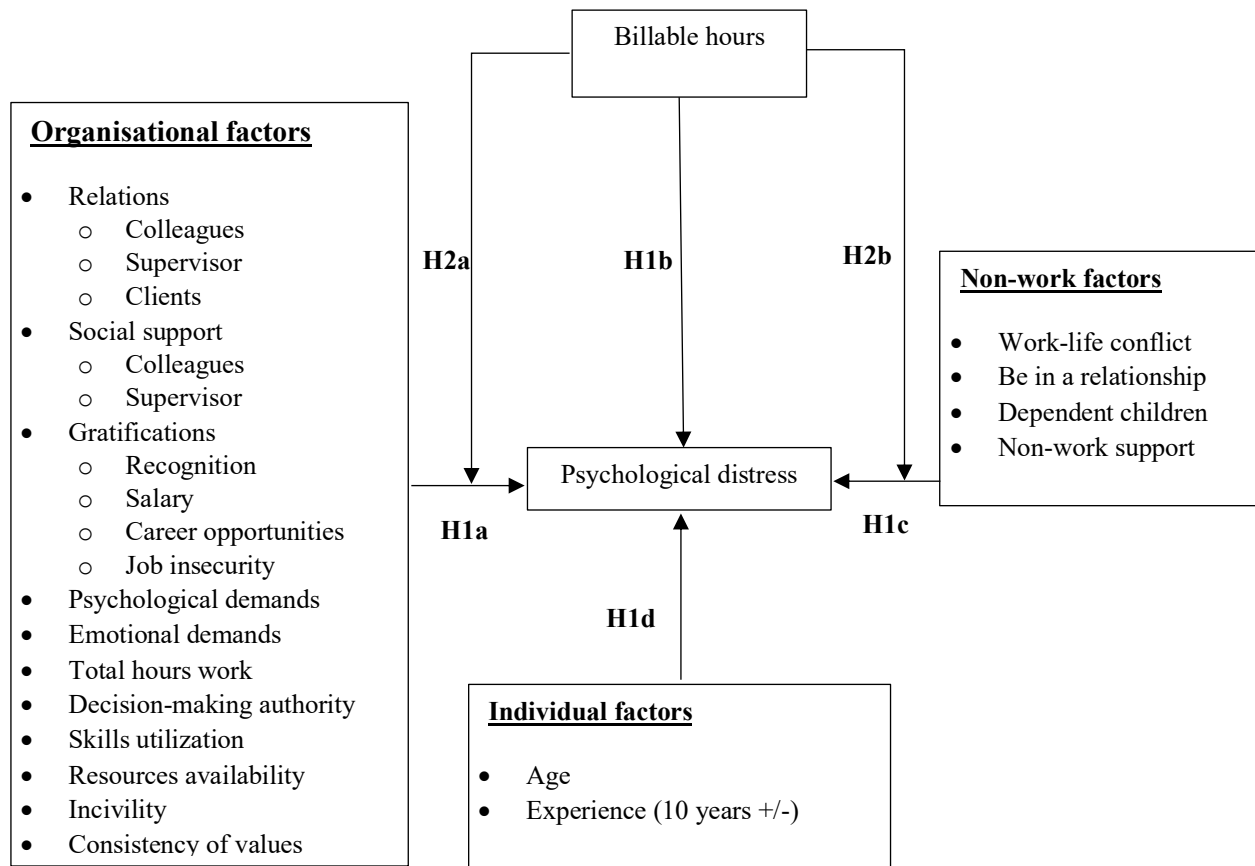 Billable hours
Organisational factors
• Relations
o Colleagues
o Supervisor
o Clients
• Social support
o Colleagues
o Supervisor
• Gratifications
o Recognition
o Salary
o Career opportunities
o Job insecurity
• Psychological demands
• Emotional demands
• Total hours work
• Decision-making authority
• Skills utilization
• Resources availability
• Incivility
• Consistency of values
H2a
H1b
H2b
Non-work factors
• Work-life conflict
• Be in a relationship
• Dependent children
• Non-work support
Psychological distress
H1a
H1c
H1d
Individual factors
• Age
• Experience (10 years +/-)